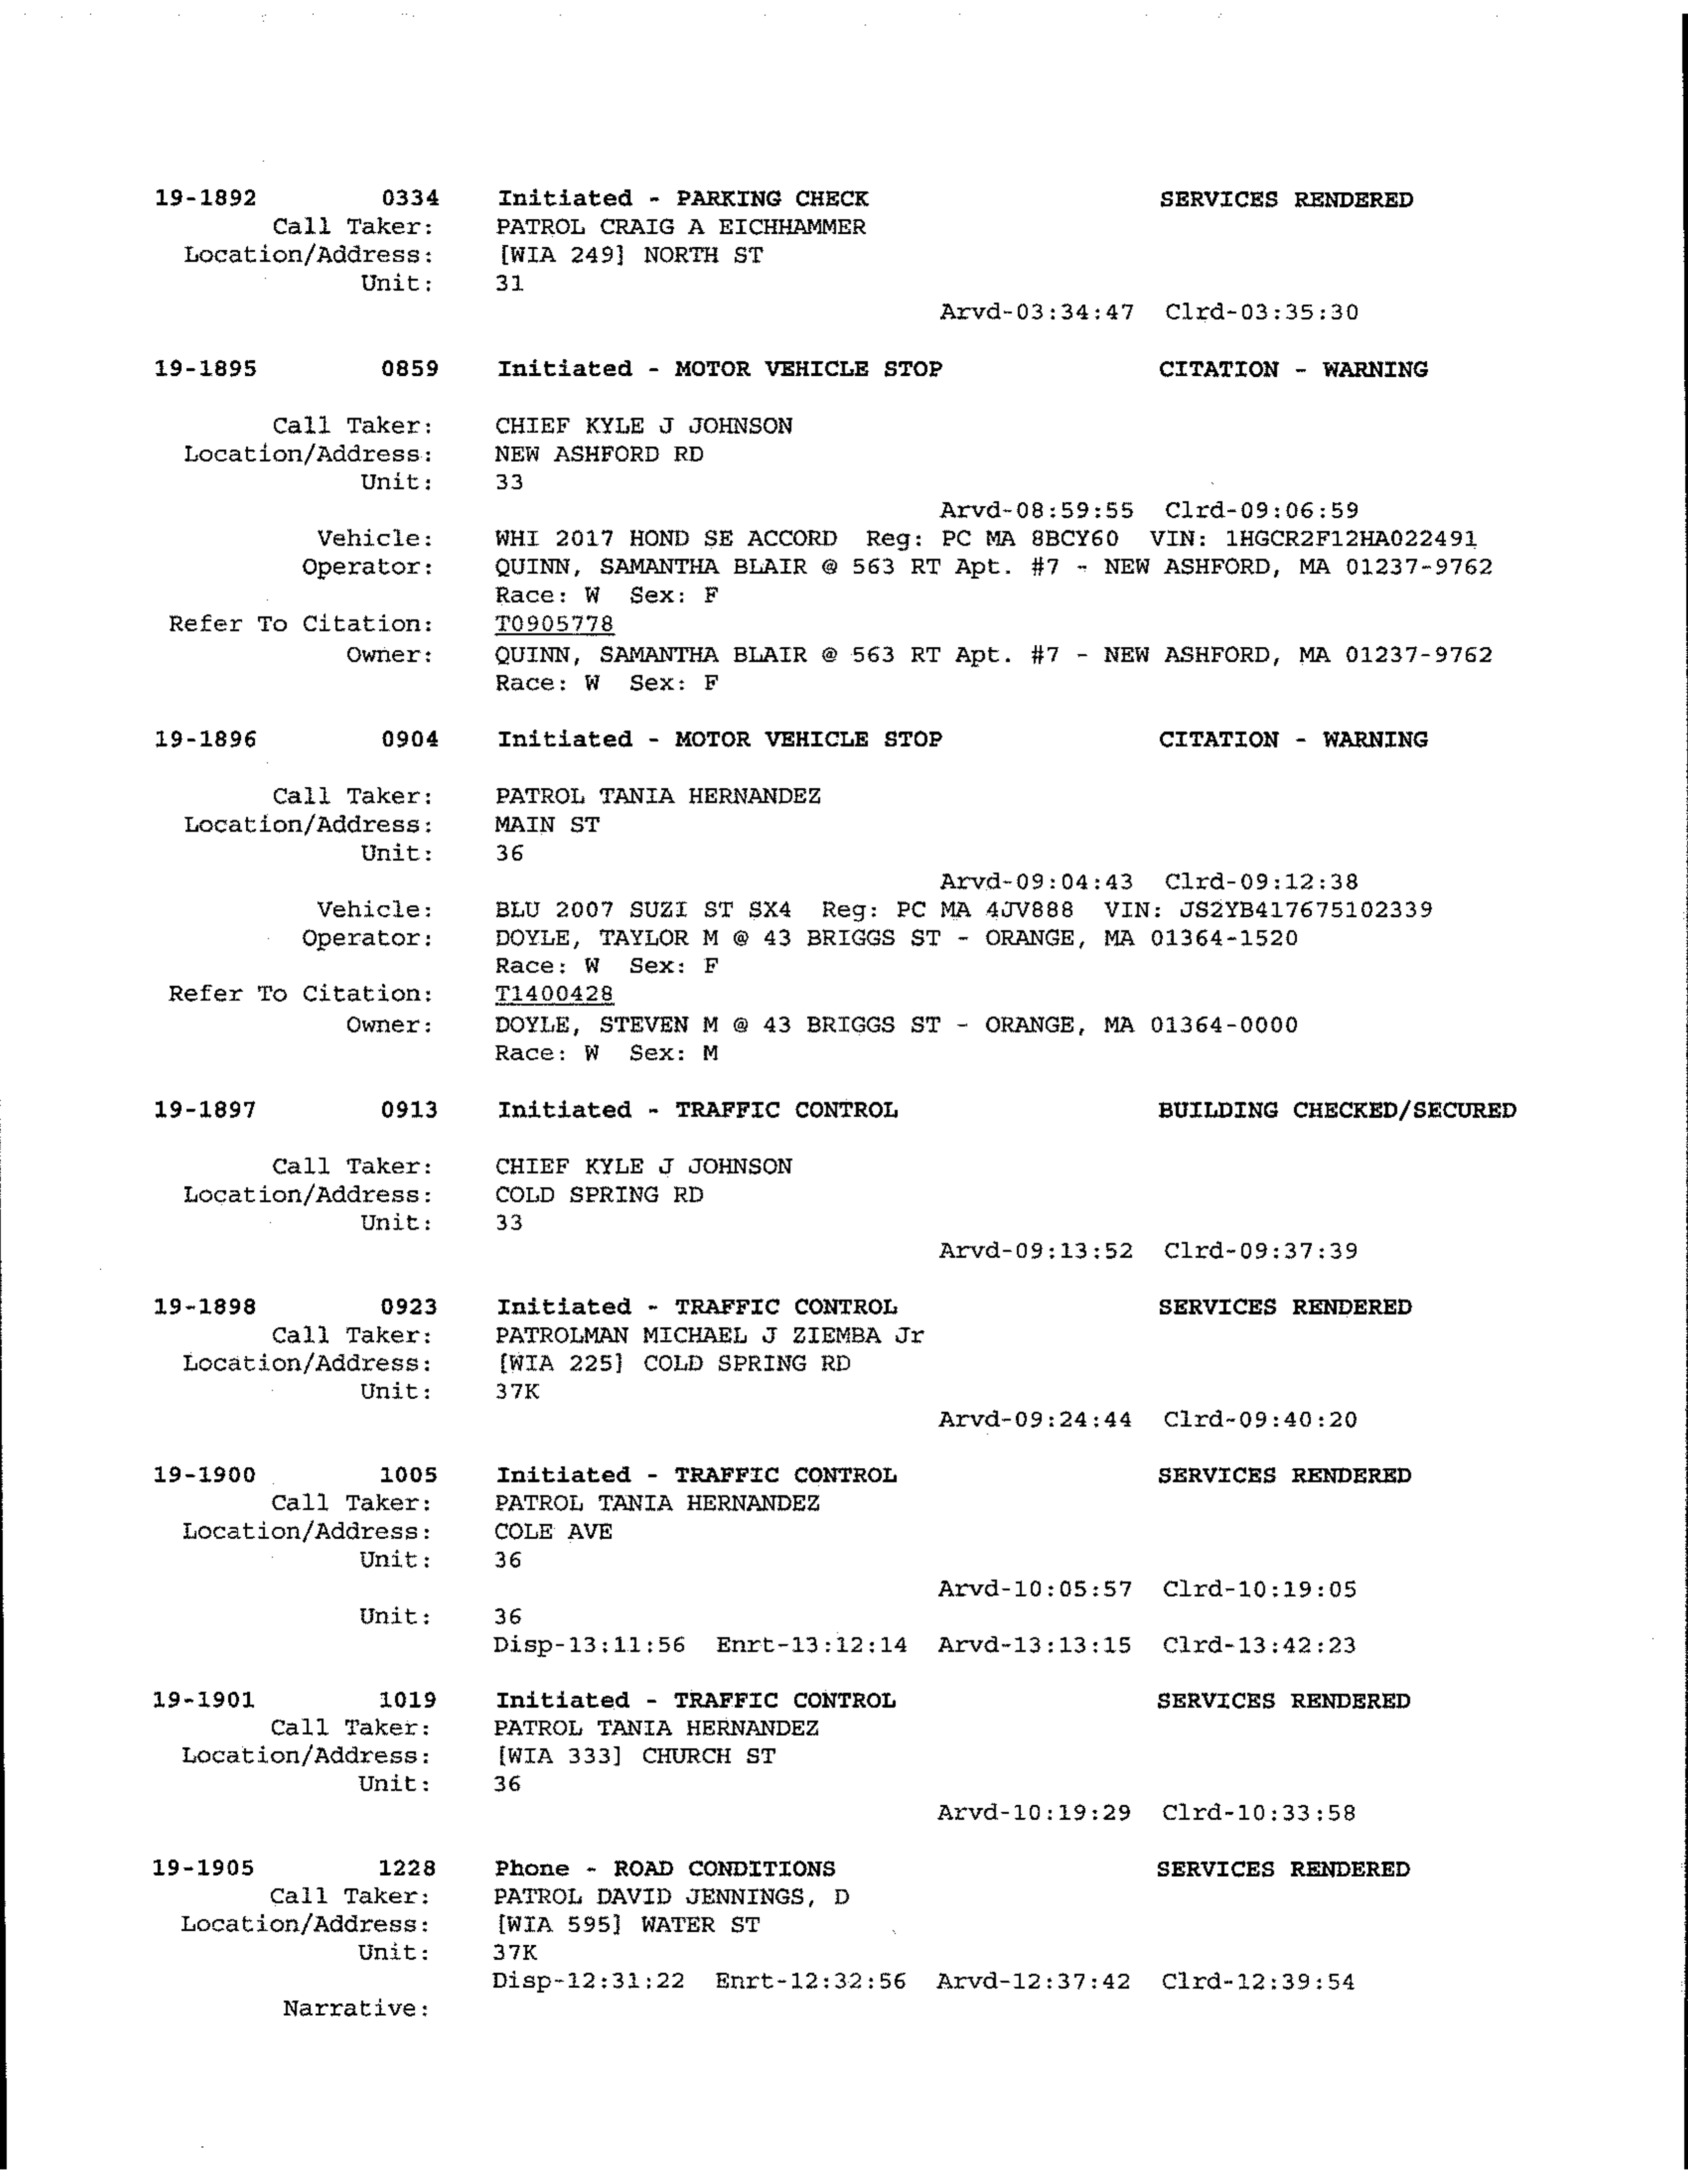 19-1892 0334 Initiated - PARKING CHECK SERVICES RENDERED
Call Taker: PATROL CRAIG A EICHHAMMER
Location/Address: [WIA 249] NORTH ST
Unit: 31
Arvd-03:34:47 Clrd-03:35:30
19-1895 0859 Initiated - MOTOR VEHICLE STOP CITATION - WARNING
Call Taker: CHIEF KYLE J JOHNSON
Location/Address: NEW ASHFORD RD
Unit: 33
Arvd-08:59:55 Clrd-09:06:59
Vehicle: WHI 2017 HOND SE ACCORD Reg: PC MA 8BCY60 VIN: 1HGCR2F12HA022491
Operator: QUINN, SAMANTHA BLAIR @ 563 RT Apt. #7 - NEW ASHFORD, MA 01237-9762
Race: W Sex: F
Refer To Citation: T0905778
Owner: QUINN, SAMANTHA BLAIR @ 563 RT Apt. #7 - NEW ASHFORD, MA 01237-9762
Race: W Sex: F
19-1896 0904 Initiated - MOTOR VEHICLE STOP CITATION - WARNING
Call Taker: PATROL TANIA HERNANDEZ
Location/Address: MAIN ST
Unit: 36
Arvd-09:04:43 Clrd-09:12:38
Vehicle: BLU 2007 SUZI ST SX4 Reg: PC MA 4JV888 VIN: JS2YB417675102339
Operator: DOYLE, TAYLOR M @ 43 BRIGGS ST - ORANGE, MA 01364-1520
Race: W Sex: F
Refer To Citation: T1400428
Owner: DOYLE, STEVEN M @ 43 BRIGGS ST - ORANGE, MA 01364-0000
Race: W Sex: M
19-1897 0913 Initiated - TRAFFIC CONTROL BUILDING CHECKED/SECURED
Call Taker: CHIEF KYLE J JOHNSON
Location/Address: COLD SPRING RD
Unit: 33
Arvd-09:13:52 Clrd-09:37:39
19-1898 0923 Initiated - TRAFFIC CONTROL SERVICES RENDERED
Call Taker: PATROLMAN MICHAEL J ZIEMBA Jr
Location/Address: [WIA 225] COLD SPRING RD
Unit: 37K
Arvd-09:24:44 Clrd-09:40:20
19-1900 1005 Initiated - TRAFFIC CONTROL SERVICES RENDERED
Call Taker: PATROL TANIA HERNANDEZ
Location/Address: COLE AVE
Unit: 36
Arvd-10:05:57 Clrd-10:19:05
Unit: 36
Disp-13:11:56 Enrt-13:12:14 Arvd-13:13:15 Clrd-13:42:23
19-1901 1019 Initiated - TRAFFIC CONTROL SERVICES RENDERED
Call Taker: PATROL TANIA HERNANDEZ
Location/Address: [WIA 333] CHURCH ST
Unit: 36
Arvd-10:19:29 Clrd-10:33:58
19-1905 1228 Phone - ROAD CONDITIONS SERVICES RENDERED
Call Taker: PATROL DAVID JENNINGS, D
Location/Address: [WIA 595] WATER ST
Unit: 37K
Disp-12:31:22 Enrt-12:32:56 Arvd-12:37:42 Clrd-12:39:54
Narrative: